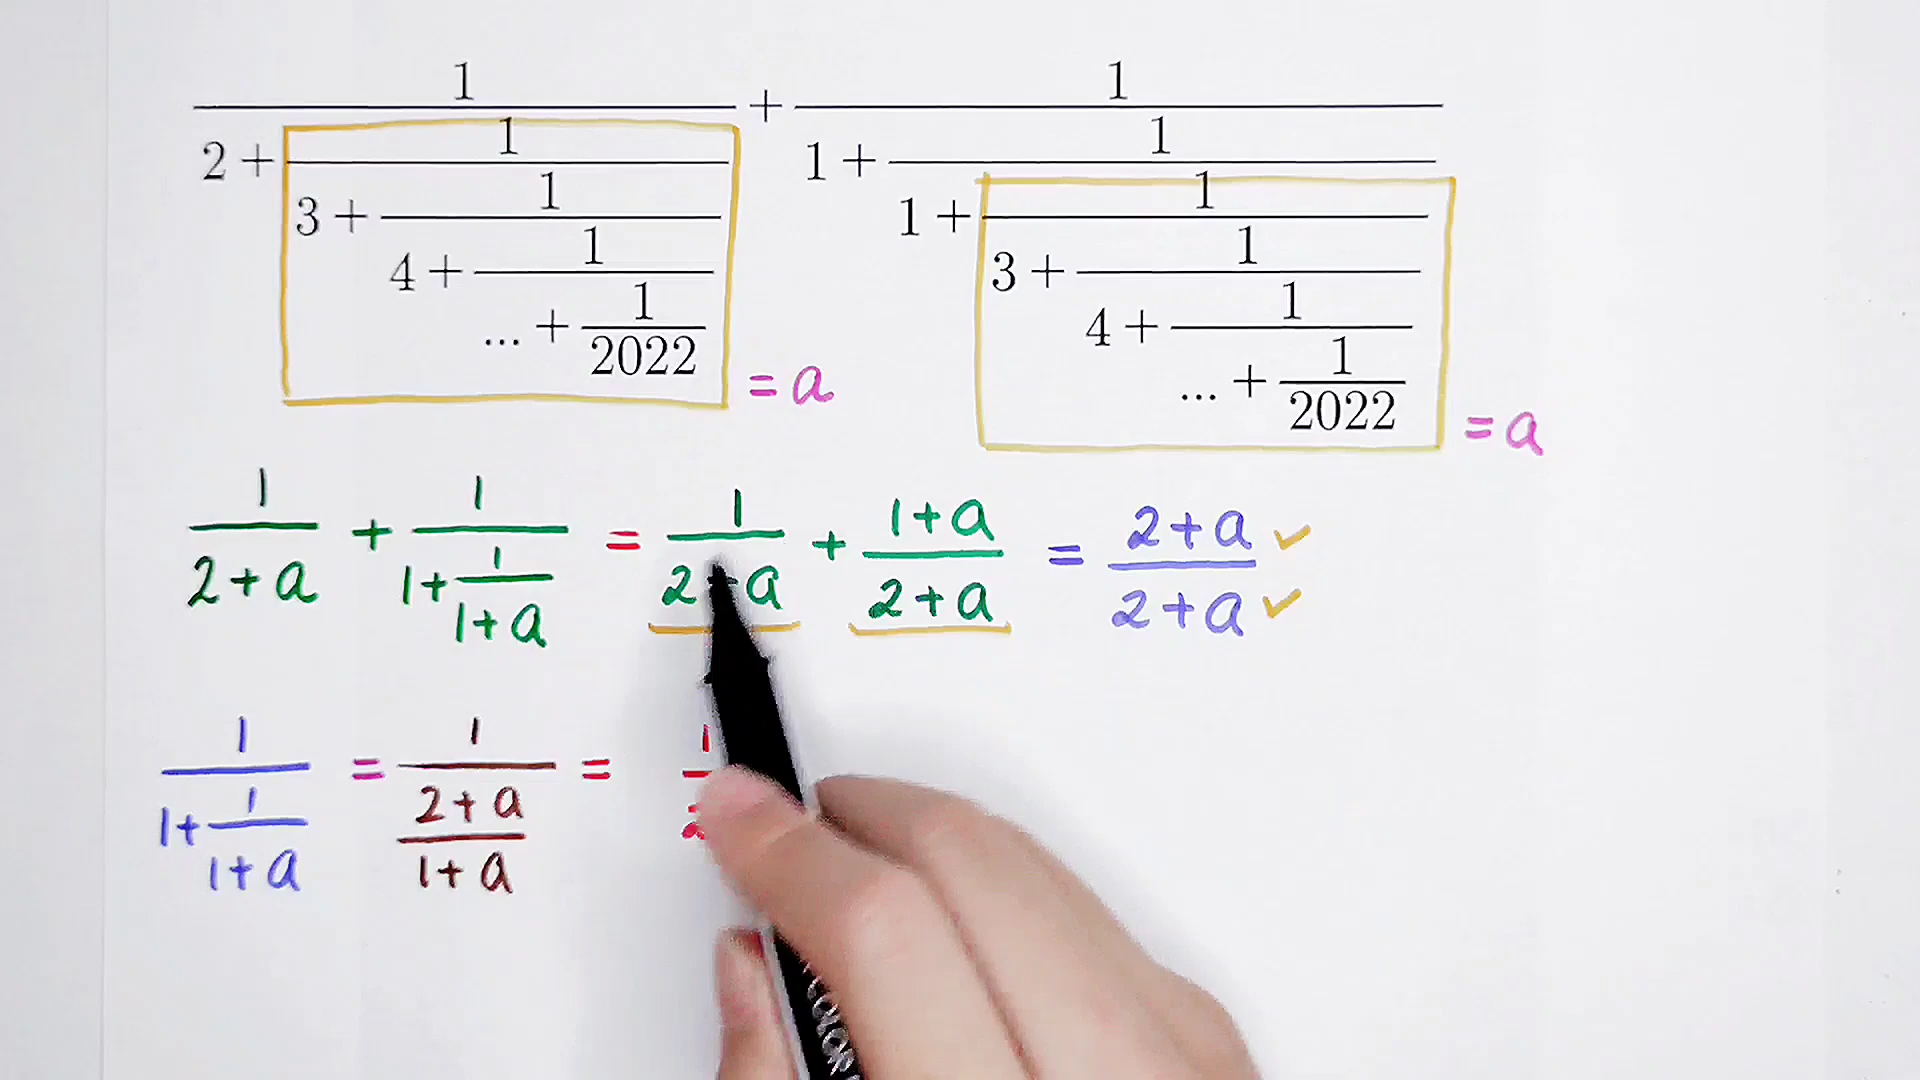 1/(2 + 1/(3 + 1/(4 + 1/(... + 1/2022)))) + 1/(1 + 1/(1 + 1/(3 + 1/(4 + 1/(... + 1/2022)))))
= a
= a
1/(2+a) + 1/(1+1/(1+a)) = 1/(2+a) + (1+a)/(2+a) = (2+a)/(2+a) ✓ ✓
1/(1+1/(1+a)) = 1/((2+a)/(1+a)) =